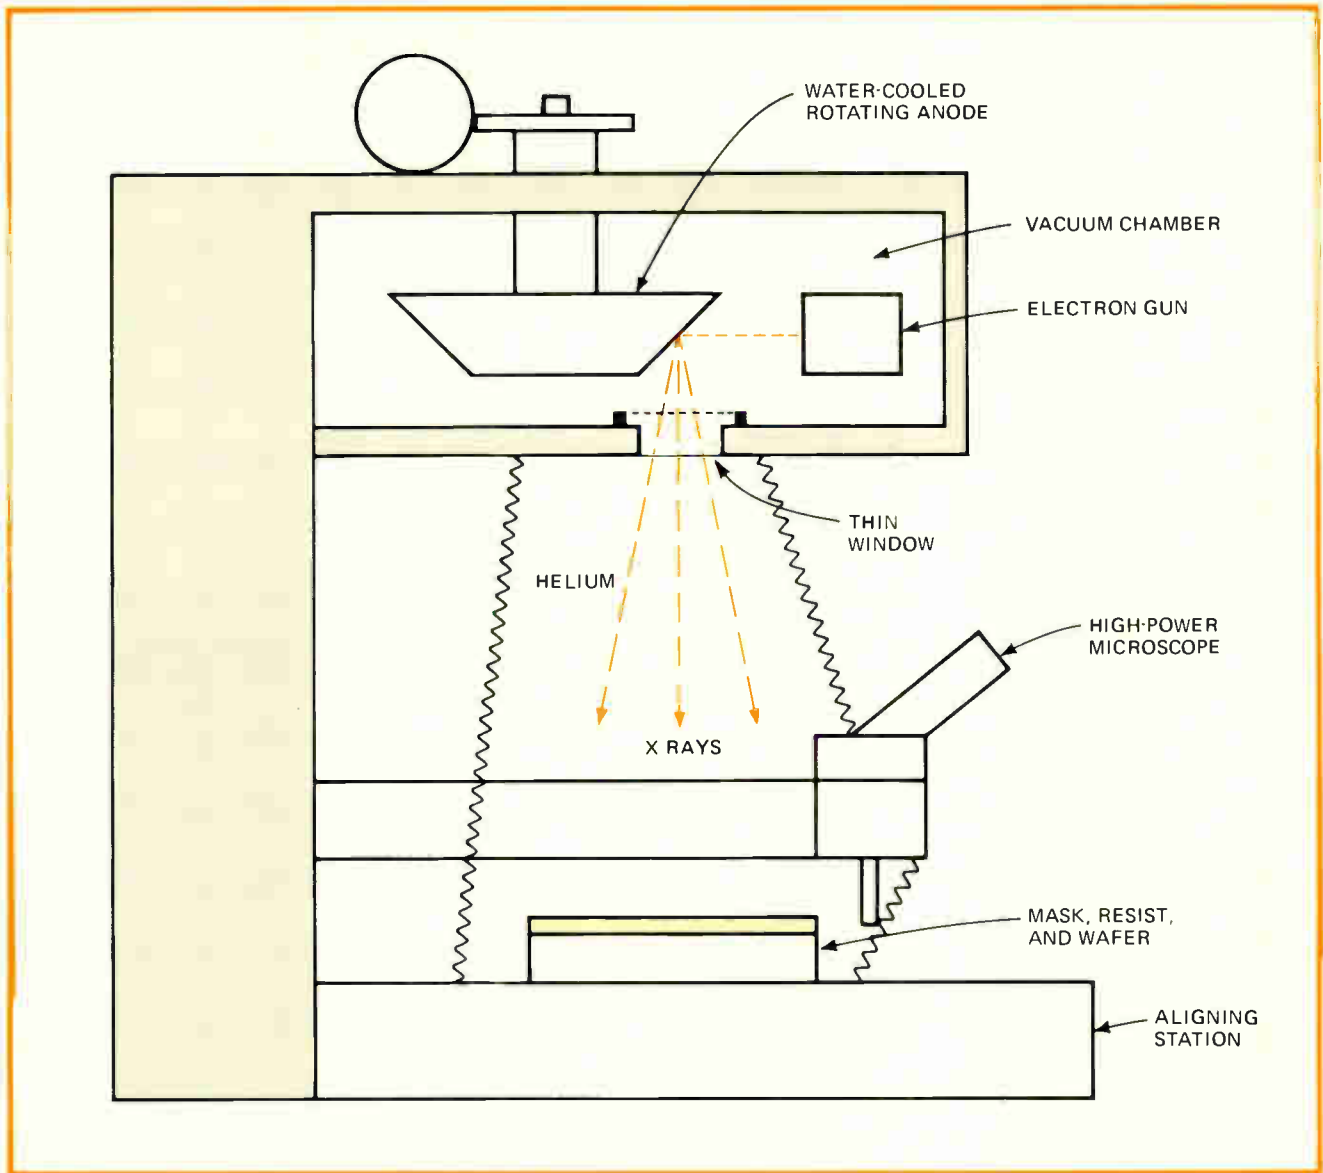 WATER-COOLED
ROTATING ANODE
VACUUM CHAMBER
ELECTRON GUN
THIN
WINDOW
HELIUM
HIGH-POWER
MICROSCOPE
X RAYS
MASK, RESIST,
AND WAFER
ALIGNING
STATION